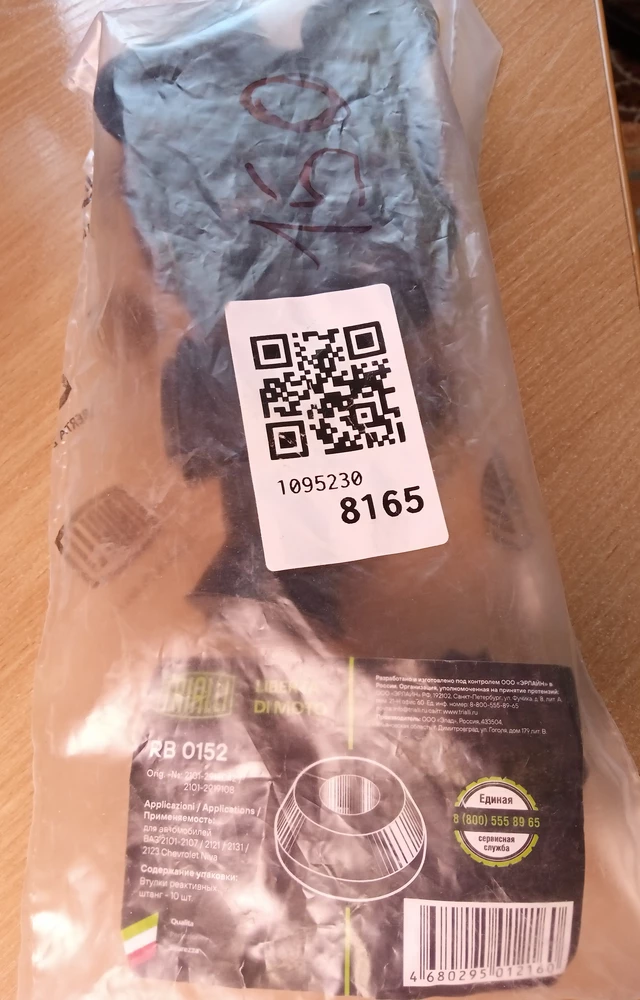 150
1095230
8165
TRIALLI
LIBERTA
DI MOTO
RB 0152
2101-2919108
Applicazioni / Applications /
Применяемость:
для автомобилей
ВАЗ 2101-2107 / 2121 / 2131 /
2123 Chevrolet Niva
Содержание упаковки:
Втулки реактивных
штанг - 10 шт.
Qualita
Разработано и изготовлено под контролем ООО «ЭРЛАЙН» в
России. Организация, уполномоченная на принятие претензий:
Единая
8 (800) 555 89 65
сервисная
служба
4 680295 012160